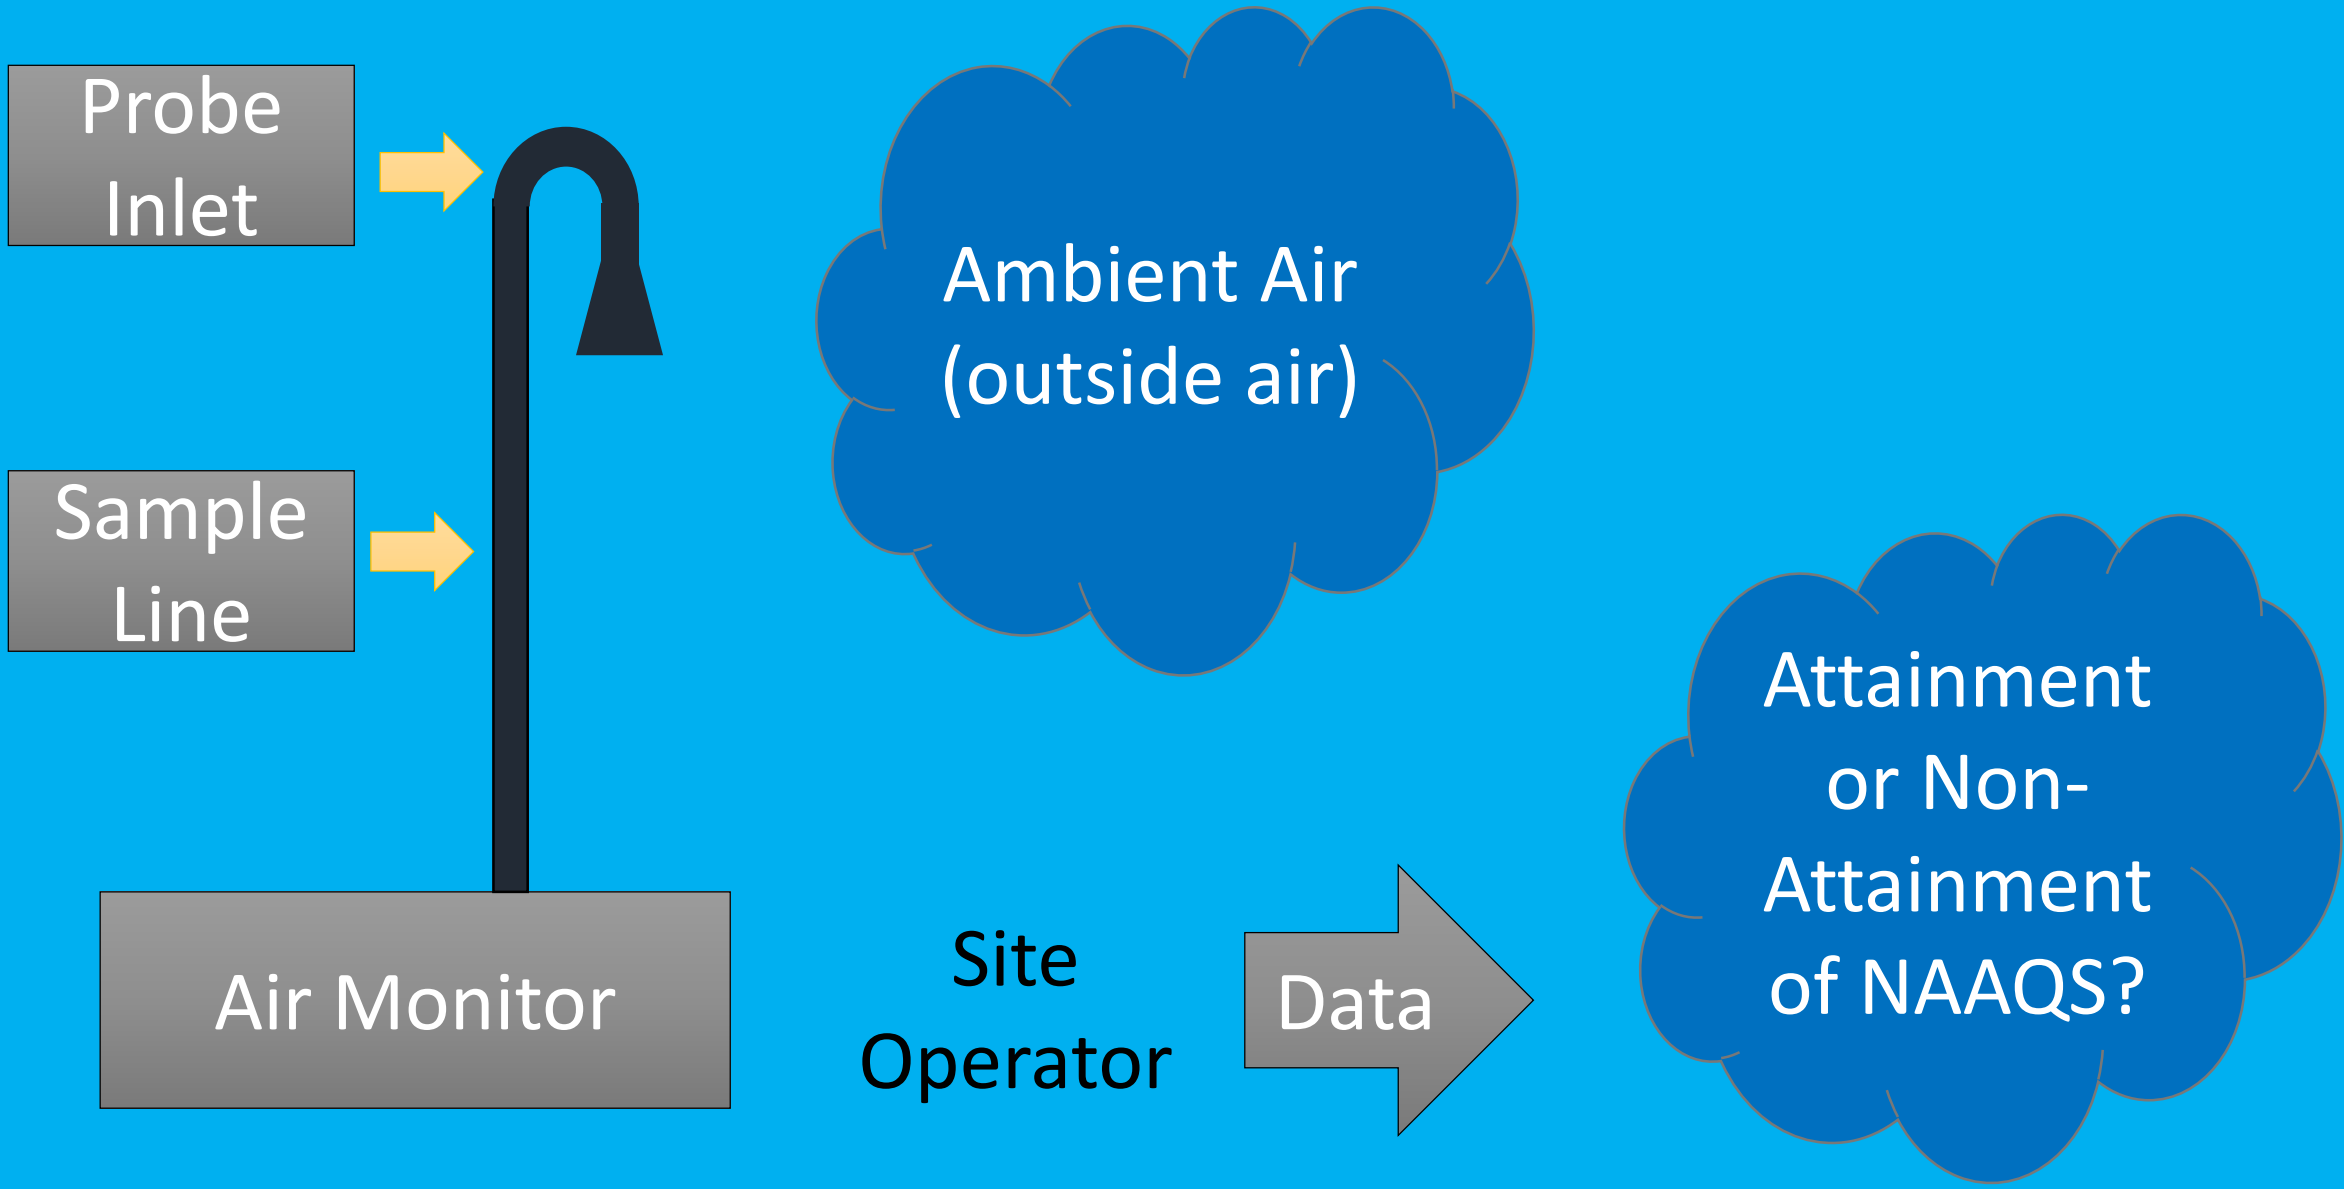 Probe
Inlet
Ambient Air
(outside air)
Sample
Line
Attainment
or Non-
Attainment
of NAAQS?
Air Monitor
Site
Operator
Data